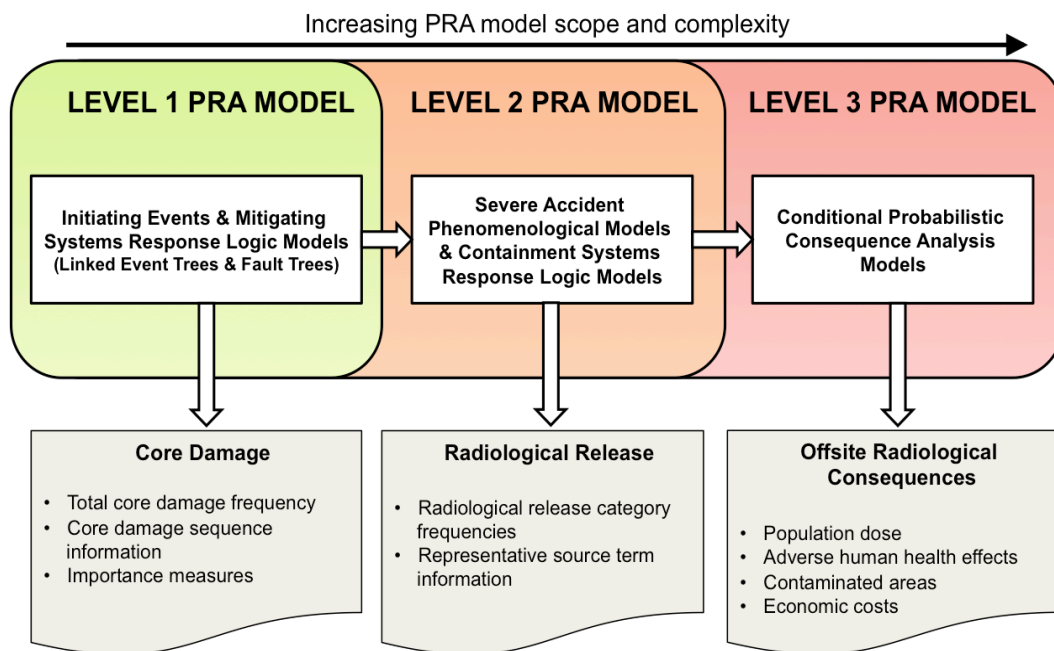 Increasing PRA model scope and complexity
LEVEL 1 PRA MODEL
Initiating Events & Mitigating
Systems Response Logic Models
(Linked Event Trees & Fault Trees)
LEVEL 2 PRA MODEL
Severe Accident
Phenomenological Models
& Containment Systems
Response Logic Models
LEVEL 3 PRA MODEL
Conditional Probabilistic
Consequence Analysis
Models
Core Damage
• Total core damage frequency
• Core damage sequence
information
• Importance measures
Radiological Release
• Radiological release category
frequencies
• Representative source term
information
Offsite Radiological
Consequences
• Population dose
• Adverse human health effects
• Contaminated areas
• Economic costs